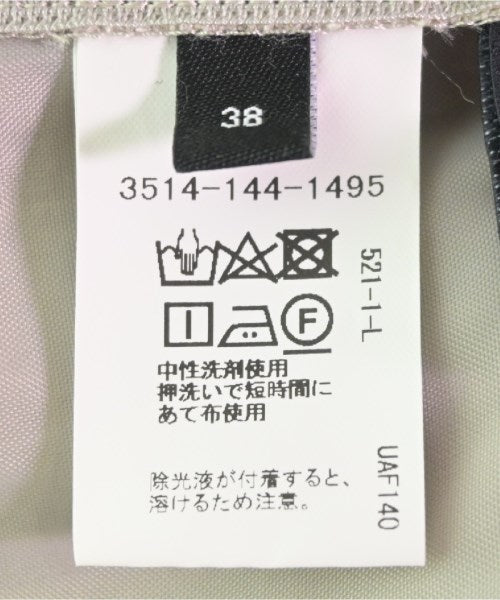 38
3514-144-1495
F
中性洗剤使用
押洗いで短時間に
あて布使用
除光液が付着すると、
溶けるため注意。
521-1-L
UAF140